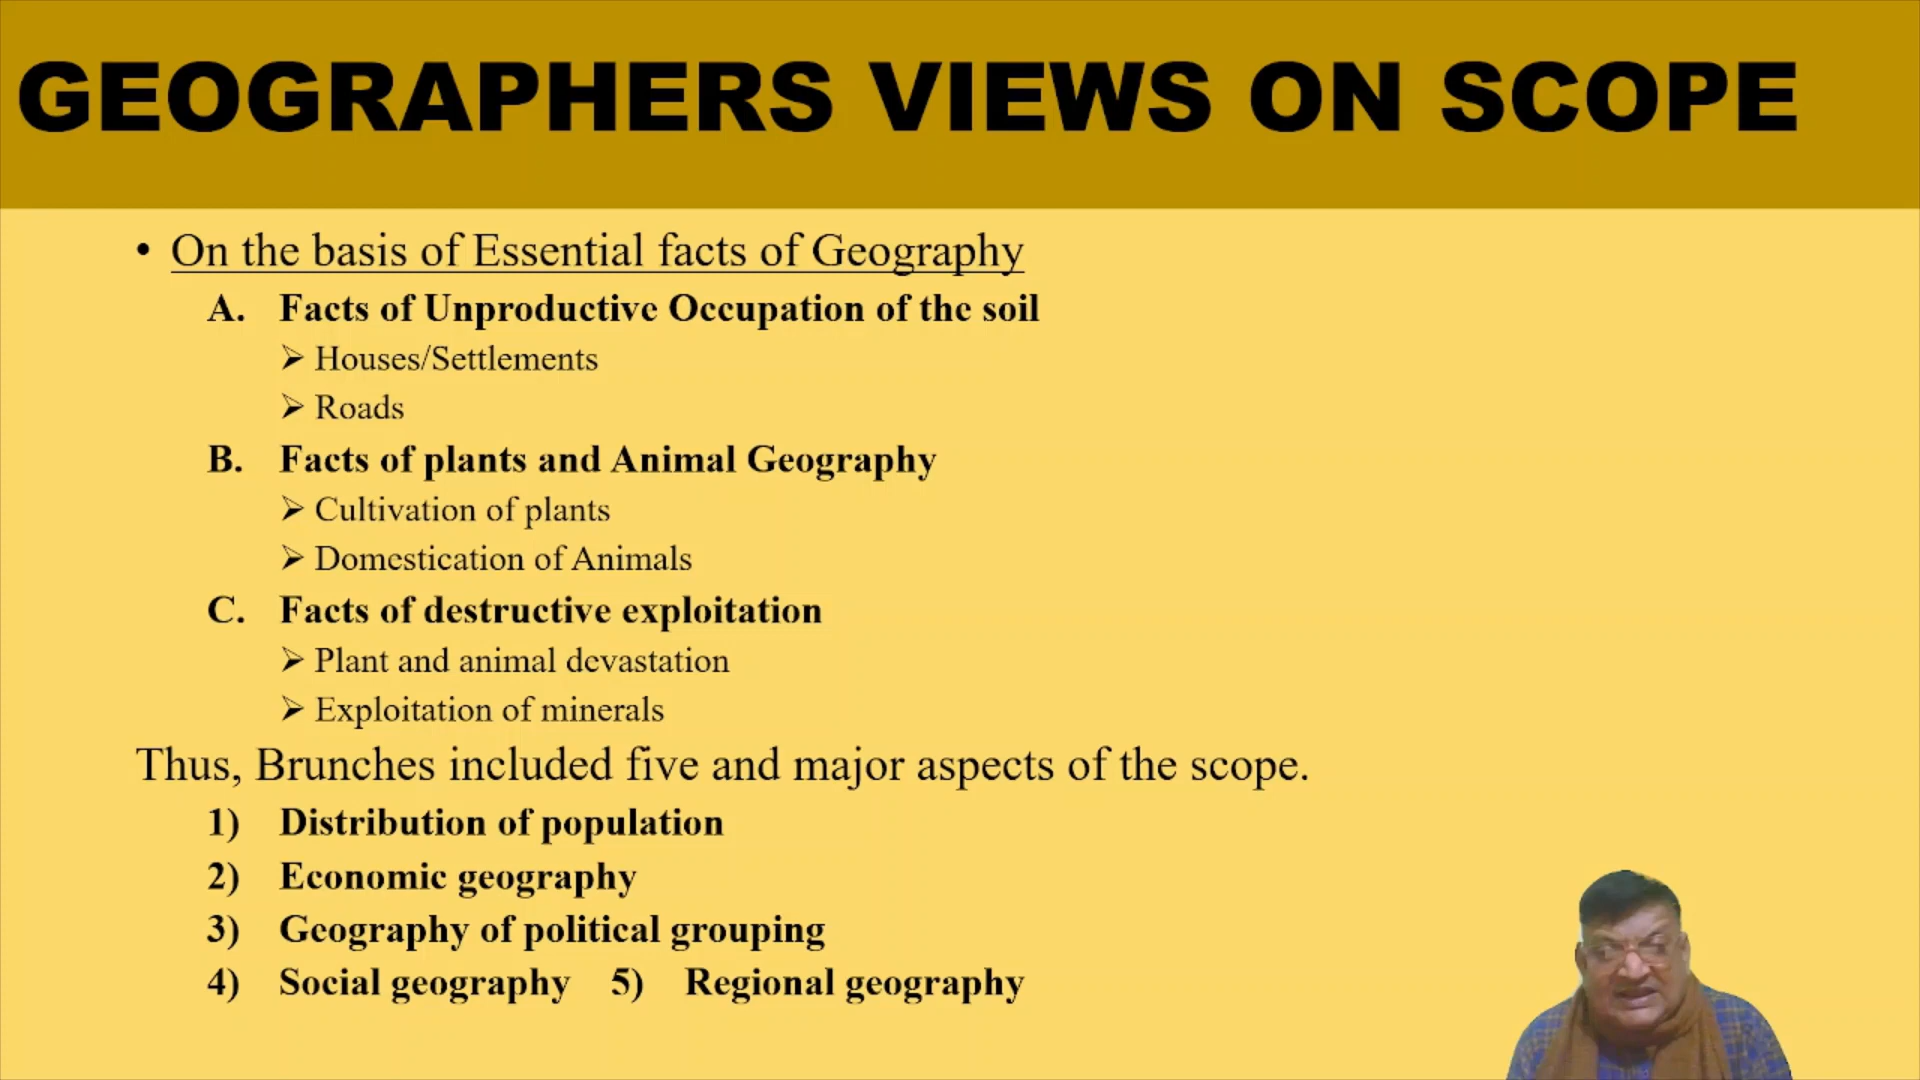 GEOGRAPHERS VIEWS ON SCOPE
• On the basis of Essential facts of Geography
A. Facts of Unproductive Occupation of the soil
➢ Houses/Settlements
➢ Roads
B. Facts of plants and Animal Geography
➢ Cultivation of plants
➢ Domestication of Animals
C. Facts of destructive exploitation
➢ Plant and animal devastation
➢ Exploitation of minerals
Thus, Brunches included five and major aspects of the scope.
1) Distribution of population
2) Economic geography
3) Geography of political grouping
4) Social geography 5) Regional geography